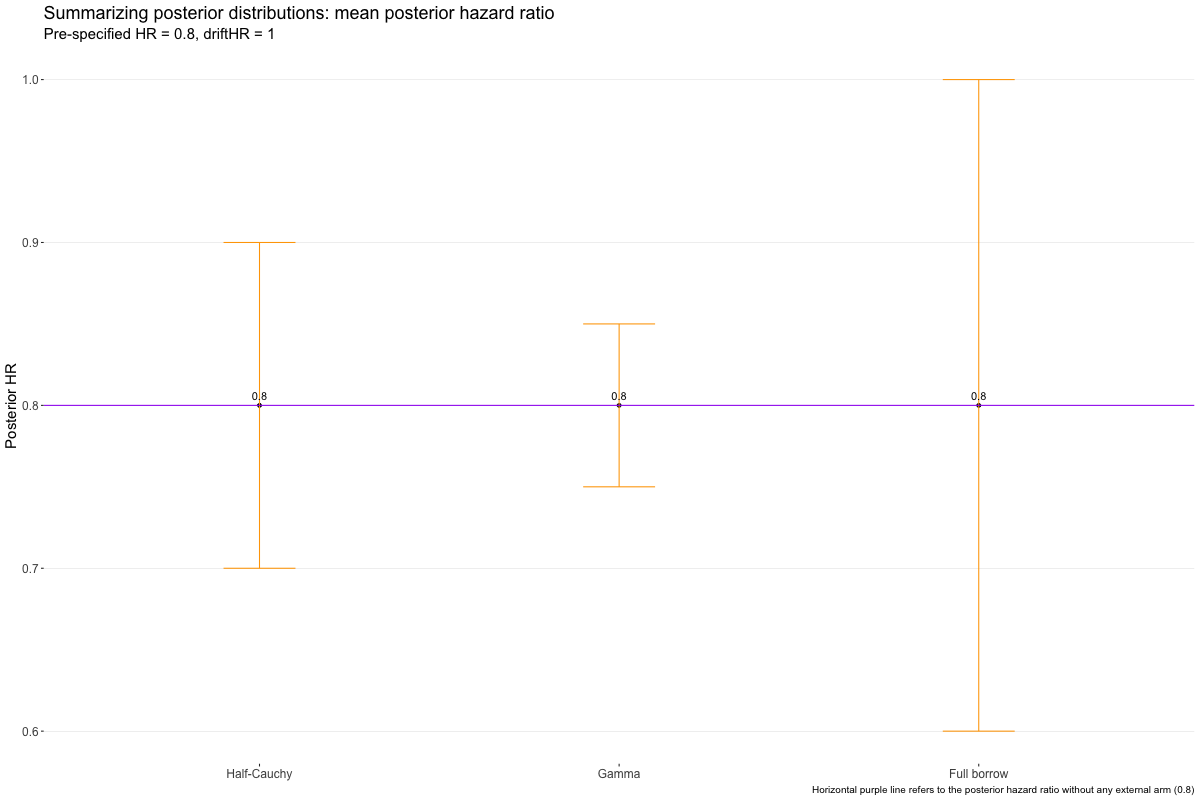 Summarizing posterior distributions: mean posterior hazard ratio
Pre-specified HR = 0.8, driftHR = 1
Posterior HR
1.0
0.9
0.8
0.7
0.6
0.8
0.8
0.8
Half-Cauchy
Gamma
Full borrow
Horizontal purple line refers to the posterior hazard ratio without any external arm (0.8)